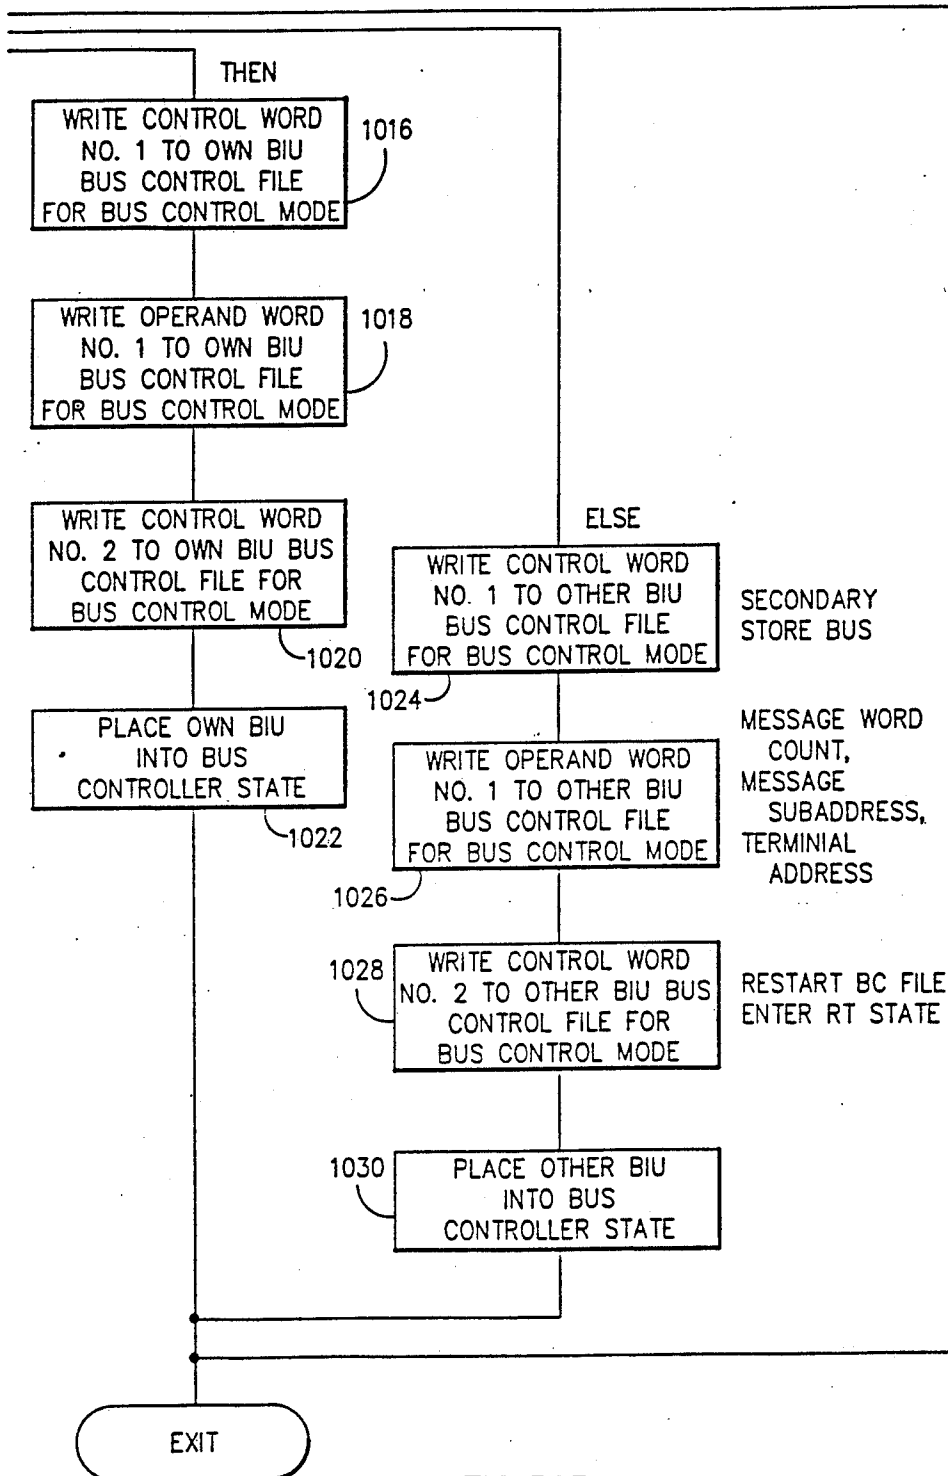 THEN
WRITE CONTROL WORD
NO. 1 TO OWN BIU
BUS CONTROL FILE
FOR BUS CONTROL MODE
1016
WRITE OPERAND WORD
NO. 1 TO OWN BIU
BUS CONTROL FILE
FOR BUS CONTROL MODE
1018
WRITE CONTROL WORD
NO. 2 TO OWN BIU BUS
CONTROL FILE FOR
BUS CONTROL MODE
1020
PLACE OWN BIU
INTO BUS
CONTROLLER STATE
1022
ELSE
WRITE CONTROL WORD
NO. 1 TO OTHER BIU
BUS CONTROL FILE
FOR BUS CONTROL MODE
1024
SECONDARY
STORE BUS
WRITE OPERAND WORD
NO. 1 TO OTHER BIU
BUS CONTROL FILE
FOR BUS CONTROL MODE
1026
MESSAGE WORD
COUNT,
MESSAGE
SUBADDRESS,
TERMINIAL
ADDRESS
1028
WRITE CONTROL WORD
NO. 2 TO OTHER BIU BUS
CONTROL FILE FOR
BUS CONTROL MODE
RESTART BC FILE
ENTER RT STATE
1030
PLACE OTHER BIU
INTO BUS
CONTROLLER STATE
EXIT